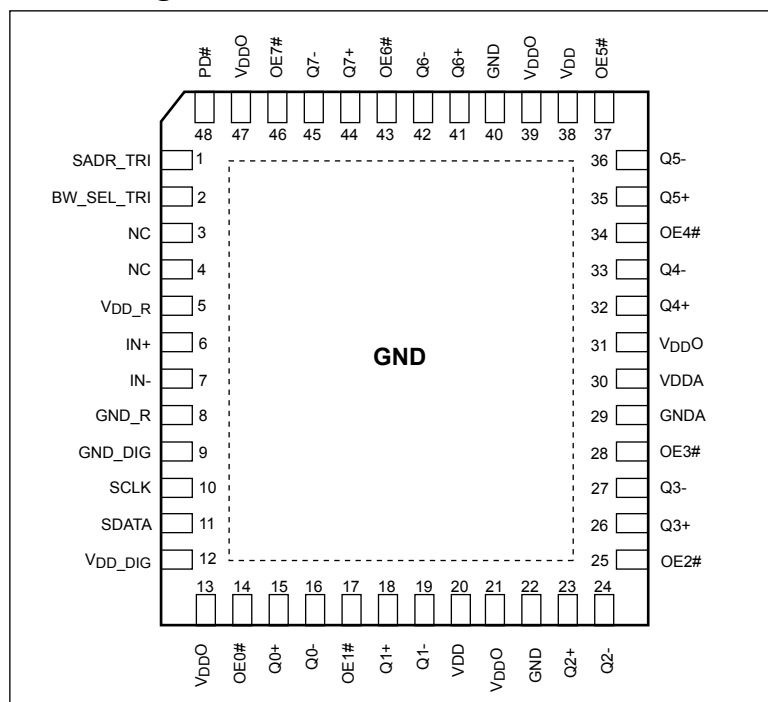 PD# VDDO OE7# Q7- Q7+ OE6# Q6- Q6+ GND VDDO VDD OE5#
48 47 46 45 44 43 42 41 40 39 38 37
SADR_TRI 1 36 Q5-
BW_SEL_TRI 2 35 Q5+
NC 3 34 OE4#
NC 4 33 Q4-
VDD_R 5 32 Q4+
IN+ 6 31 VDDO
GND
IN- 7 30 VDDA
GND_R 8 29 GNDA
GND_DIG 9 28 OE3#
SCLK 10 27 Q3-
SDATA 11 26 Q3+
VDD_DIG 12 25 OE2#
13 14 15 16 17 18 19 20 21 22 23 24
VDDO OE0# Q0+ Q0- OE1# Q1+ Q1- VDD VDDO GND Q2+ Q2-